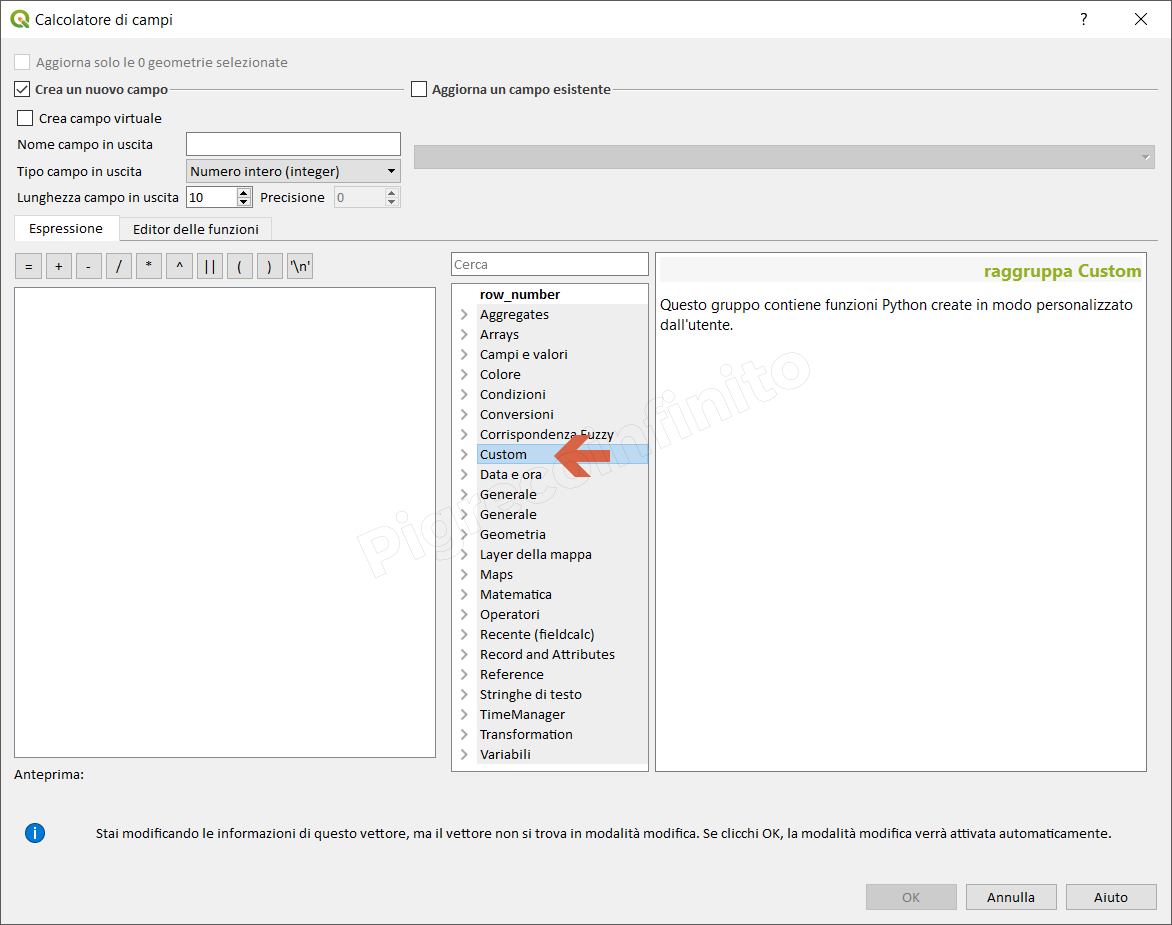 Calcolatore di campi
?
Aggiorna solo le 0 geometrie selezionate
Crea un nuovo campo
Aggiorna un campo esistente
Crea campo virtuale
Nome campo in uscita
Tipo campo in uscita
Numero intero (integer)
Lunghezza campo in uscita
10
Precisione
0
Espressione
Editor delle funzioni
= + - / * ^ || ( ) '\n'
Cerca
row_number
Aggregates
Arrays
Campi e valori
Colore
Condizioni
Conversioni
Corrispondenza Fuzzy
Custom
Data e ora
Generale
Generale
Geometria
Layer della mappa
Maps
Matematica
Operatori
Recente (fieldcalc)
Record and Attributes
Reference
Stringhe di testo
TimeManager
Transformation
Variabili
raggruppa Custom
Questo gruppo contiene funzioni Python create in modo personalizzato
dall'utente.
Pigrecoinfinito
Anteprima:
Stai modificando le informazioni di questo vettore, ma il vettore non si trova in modalità modifica. Se clicchi OK, la modalità modifica verrà attivata automaticamente.
OK
Annulla
Aiuto